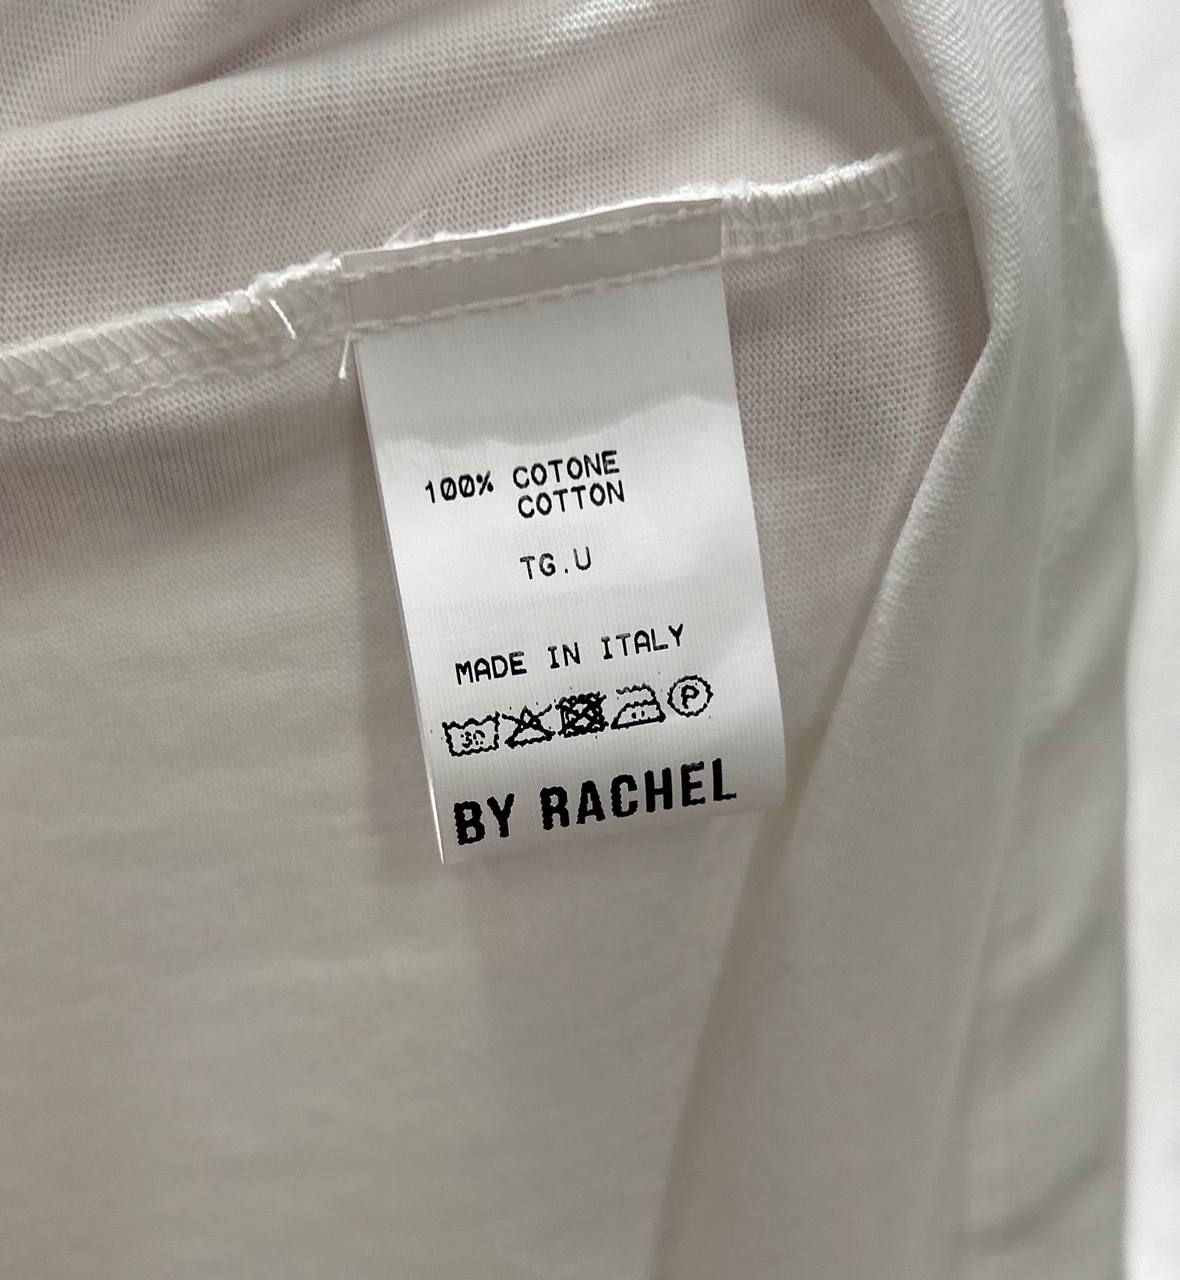 100% COTONE
COTTON
TG.U
MADE IN ITALY
30 P
BY RACHEL